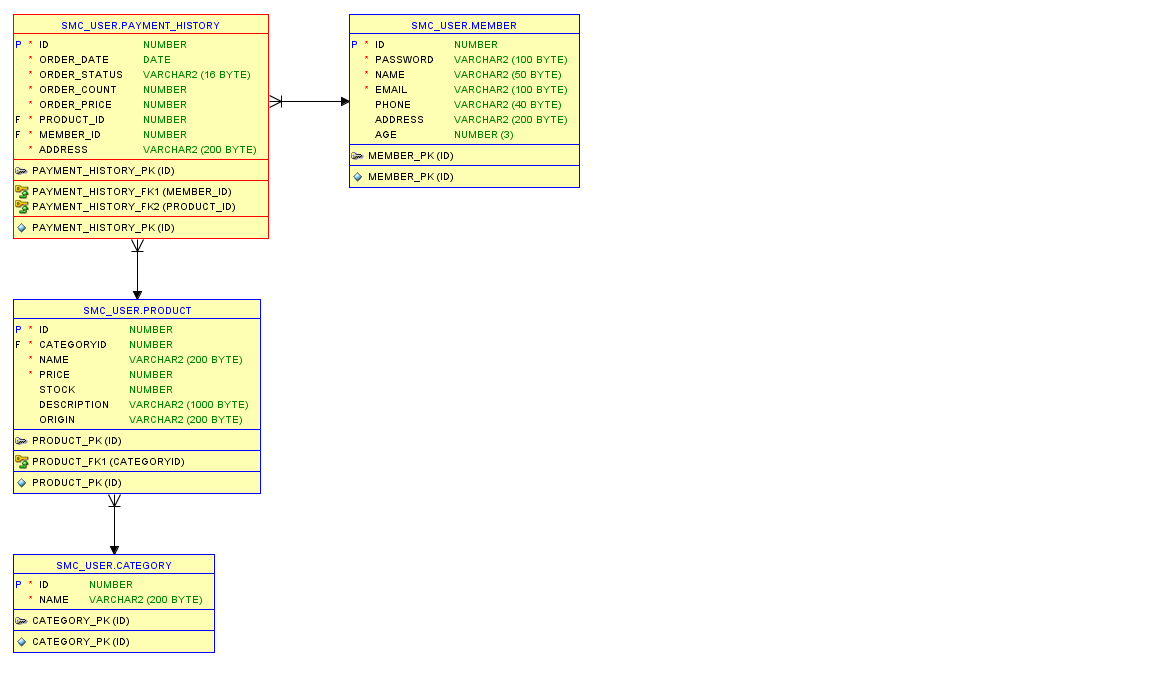 SMC_USER.PAYMENT_HISTORY
P * ID NUMBER
* ORDER_DATE DATE
* ORDER_STATUS VARCHAR2 (16 BYTE)
* ORDER_COUNT NUMBER
* ORDER_PRICE NUMBER
F * PRODUCT_ID NUMBER
F * MEMBER_ID NUMBER
* ADDRESS VARCHAR2 (200 BYTE)
PAYMENT_HISTORY_PK (ID)
PAYMENT_HISTORY_FK1 (MEMBER_ID)
PAYMENT_HISTORY_FK2 (PRODUCT_ID)
PAYMENT_HISTORY_PK (ID)
SMC_USER.MEMBER
P * ID NUMBER
* PASSWORD VARCHAR2 (100 BYTE)
* NAME VARCHAR2 (50 BYTE)
* EMAIL VARCHAR2 (100 BYTE)
PHONE VARCHAR2 (40 BYTE)
ADDRESS VARCHAR2 (200 BYTE)
AGE NUMBER (3)
MEMBER_PK (ID)
MEMBER_PK (ID)
SMC_USER.PRODUCT
P * ID NUMBER
F * CATEGORYID NUMBER
* NAME VARCHAR2 (200 BYTE)
* PRICE NUMBER
STOCK NUMBER
DESCRIPTION VARCHAR2 (1000 BYTE)
ORIGIN VARCHAR2 (200 BYTE)
PRODUCT_PK (ID)
PRODUCT_FK1 (CATEGORYID)
PRODUCT_PK (ID)
SMC_USER.CATEGORY
P * ID NUMBER
* NAME VARCHAR2 (200 BYTE)
CATEGORY_PK (ID)
CATEGORY_PK (ID)